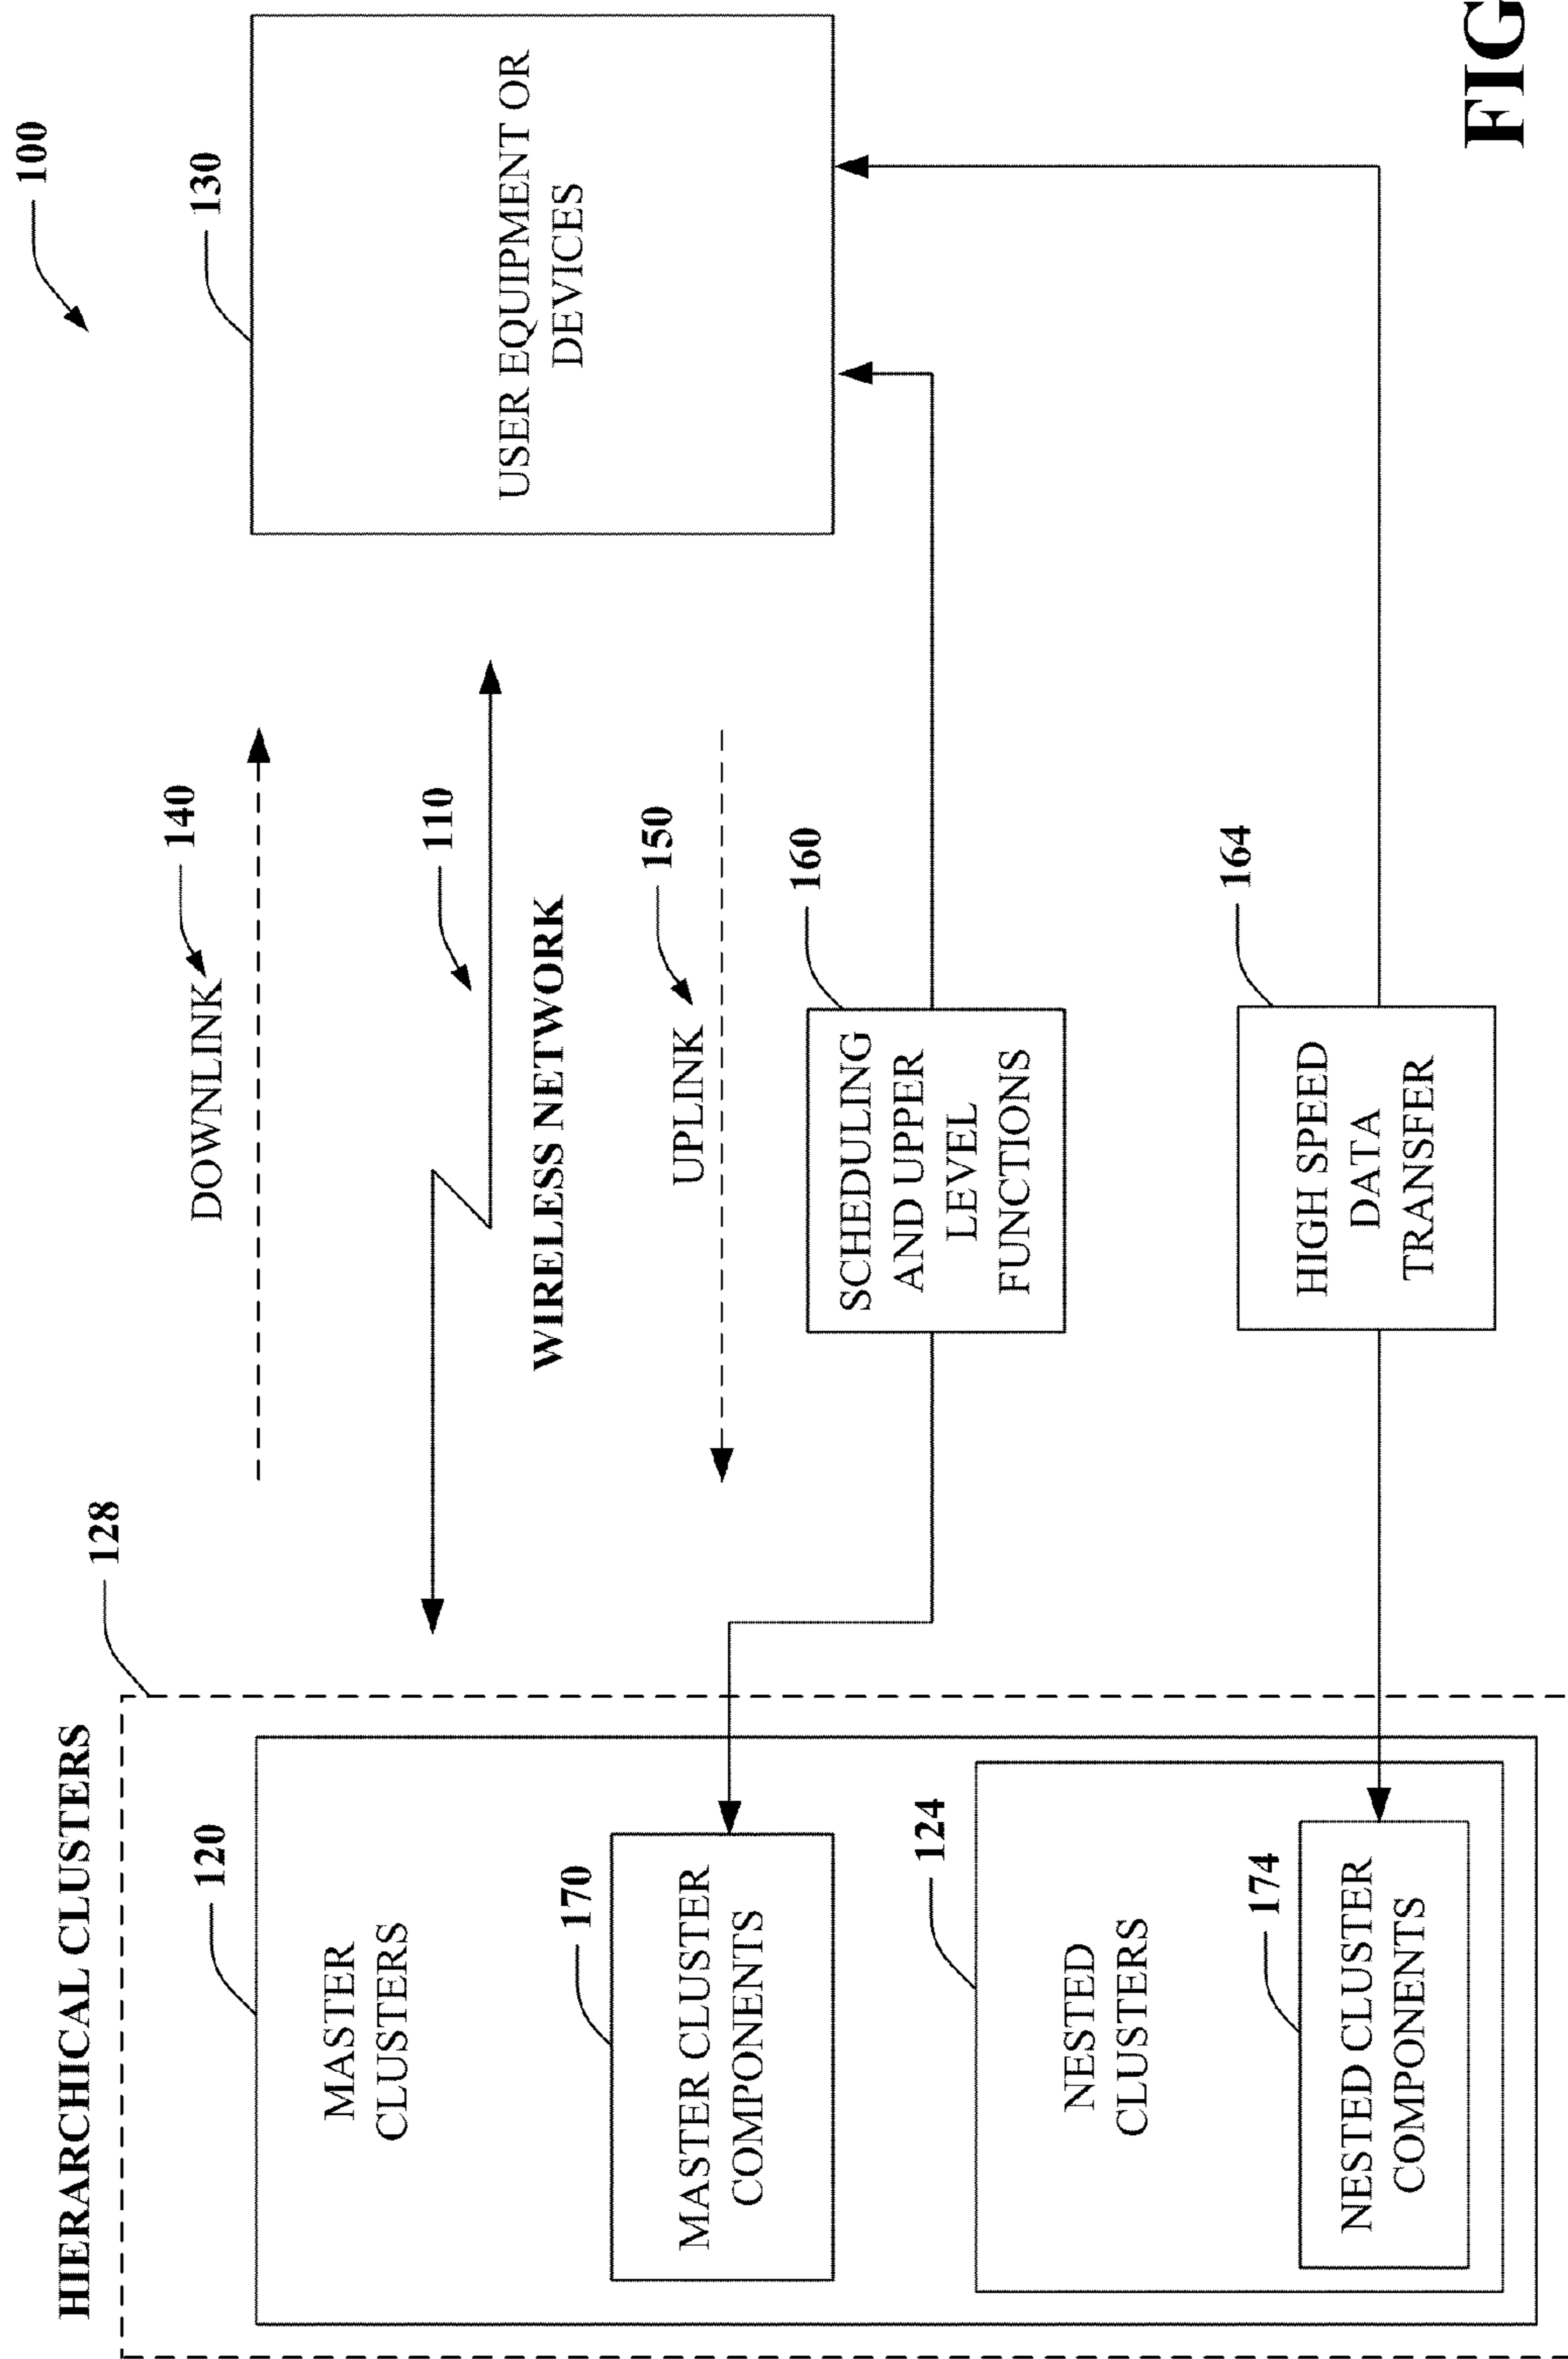 100
HIERARCHICAL CLUSTERS
128
120
MASTER
CLUSTERS
170
MASTER CLUSTER
COMPONENTS
124
NESTED
CLUSTERS
174
NESTED CLUSTER
COMPONENTS
DOWNLINK
140
110
WIRELESS NETWORK
UPLINK
150
160
SCHEDULING
AND UPPER
LEVEL
FUNCTIONS
164
HIGH SPEED
DATA
TRANSFER
130
USER EQUIPMENT OR
DEVICES
FIG